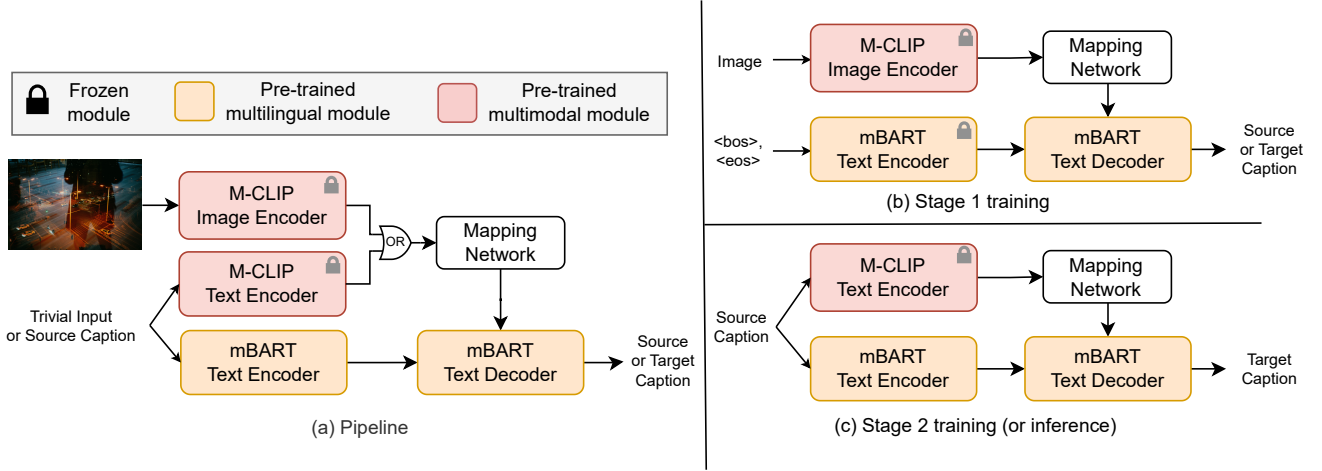 Frozen
module
Pre-trained
multilingual module
Pre-trained
multimodal module
M-CLIP
Image Encoder
M-CLIP
Text Encoder
OR
Mapping
Network
Trivial Input
or Source Caption
mBART
Text Encoder
mBART
Text Decoder
Source
or Target
Caption
(a) Pipeline
Image
M-CLIP
Image Encoder
Mapping
Network
<bos>,
<eos>
mBART
Text Encoder
mBART
Text Decoder
Source
or Target
Caption
(b) Stage 1 training
Source
Caption
M-CLIP
Text Encoder
Mapping
Network
mBART
Text Encoder
mBART
Text Decoder
Target
Caption
(c) Stage 2 training (or inference)